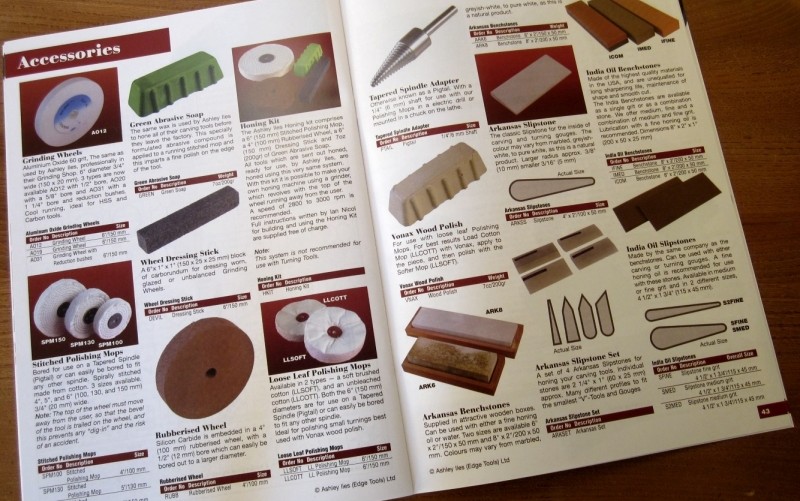 Accessories
AO12
Grinding Wheels
Aluminium Oxide 60 grit. The same as
used by Ashley Iles, professionally in
their Grinding Shop. 6" diameter 3/4"
wide (150 x 20 mm). 3 types are now
available AO12 with 1/2" bore, AO19
with a 5/8" bore and AO31 with a
1 1/4" bore and reduction bushes.
Cool running, ideal for HSS and
Carbon tools.
Aluminium Oxide Grinding Wheels
Order No Description Size
AO12 Grinding Wheel 6"/150 mm
AO19 Grinding Wheel 6"/150 mm
AO31 Grinding Wheel with
Reduction bushes 6"/150 mm
SPM150 SPM130 SPM100
Stitched Polishing Mops
Bored for use on a Tapered Spindle
(Pigtail) or can easily be bored to fit
any other spindle. Spirally stitched
made from cotton. 3 sizes available.
4", 5", and 6" (100, 130, and 150 mm)
3/4" (20 mm) wide.
Note: The top of the wheel must move
away from the user, so that the bevel
of the tool is trailed on the wheel, and
this prevents any "dig-in" and the risk
of an accident.
Stitched Polishing Mops
Order No Description Size
SPM100 Stitched
Polishing Mop 4"/100 mm
SPM130 Stitched
Green Abrasive Soap
The same was used by Ashley Iles
to hone all of their carving tools before
they leave the factory. This specially
formulated abrasive compound is
applied to a running stitched mop and
this imparts a fine polish on the edge
of the tool.
Green Abrasive Soap
Order No Description Weight
GREEN Green Soap 7oz/200gr
Wheel Dressing Stick
A 6" x 1" x 1" (150 x 25 x 25 mm) block
of carborundum for dressing worn,
glazed or unbalanced Grinding
Wheels.
Wheel Dressing Stick
Order No Description Size
DEVIL Dressing Stick 6"/150 mm
Rubberised Wheel
Silicon Carbide is embedded in a 4"
(100 mm) rubberised wheel, with a
1/2" (12 mm) bore which can easily be
bored out to a larger diameter.
Rubberised Wheel
Order No Description Size
RUBB Rubberised Wheel 4"/100 mm
Honing Kit
The Ashley Iles Honing kit comprises
a 6" (150 mm) Stitched Polishing Mop,
a 4" (100 mm) Rubberised Wheel, a 6"
(150 mm) Dressing Stick and 7oz
(200gr) of Green Abrasive Soap.
All tools which are sent out honed,
ready for use, by Ashley Iles, are
honed using this very same system.
With this kit it is possible to make your
own honing machine using a grinder,
which revolves with the top of the
wheel running away from the user.
A speed of 2800 to 3000 rpm is
recommended.
Full instructions written by Ian Nicol
for building and using the Honing Kit
are supplied free of charge.
Note:
This system is not recommended for
use with Turning Tools.
Honing Kit
Order No Description
HKIT Honing Kit
LLCOTT
LLSOFT
Loose Leaf Polishing Mops
Available in 2 types – a soft brushed
cotton (LLSOFT), and an unbleached
cotton (LLCOTT). Both the 6" (150 mm)
diameters are for use on a Tapered
Spindle (Pigtail) or can easily be bored
to fit any other spindle.
Ideal for polishing small turnings best
used with Vonax wood polish.
Loose Leaf Polishing Mops
Order No Description Size
LLSOFT LL Polishing Mop 6"/150 mm
LLCOTT LL Polishing Mop 6"/150 mm
© Ashley Iles (Edge Tools) Ltd
Tapered Spindle Adapter
Otherwise known as a Pigtail. With a
1/4" (6 mm) shaft for use with our
Polishing Mops in a electric drill or
mounted in a chuck on the lathe.
Tapered Spindle Adapter
Order No Description Size
Pigtail 1/4"/6 mm Shaft
Vonax Wood Polish
For use with loose leaf Polishing
Mops. For best results Load Cotton
Mop (LLCOTT) with Vonax, apply to
the piece, and then polish with the
Softer Mop (LLSOFT).
Vonax Wood Polish
Order No Description Weight
VOAX Wood Polish 7oz/200gr
ARK8
ARK6
Arkansas Benchstones
Supplied in attractive wooden boxes.
Can be used with either a fine honing
oil or water. Two sizes are available 6"
x 2"/150 x 50 mm and 8" x 2"/200 x 50
mm. Colours may vary from marbled,
© Ashley Iles (Edge Tools) Ltd
greyish-white, to pure white, as this is
a natural product.
Arkansas Benchstones
Order No Description Weight
ARK6 Benchstone 6" x 2"/150 x 50 mm
ARK8 Benchstone 8" x 2"/200 x 50 mm
Arkansas Slipstone
The classic Slipstone for the inside of
carving and turning gouges. The
colour may vary from marbled, greyish-
white, to pure white, as this is a natural
product. Larger radius approx. 3/8"
(10 mm) smaller 3/16" (5 mm).
Arkansas Slipstones
Order No Description Size
ARKSS Slipstone 4" x 2"/100 x 50 mm
Actual Size
Arkansas Slipstone Set
A set of 4 Arkansas Slipstones for
honing your carving tools. Individual
stones are 2 1/4" x 1" (60 x 25 mm)
approx. Many different profiles to fit
the smallest "V"-Tools and Gouges
Arkansas Slipstone Set
Order No Description
ARKSET Arkansas Set
ICOM IMED IFINE
India Oil Benchstones
Made of the highest quality materials
in the USA, and are unequalled for
long sharpening life, maintenance of
shape and smooth cut.
The India Benchstones are available
as a single grit or as a combination
stone. We offer medium, fine and a
combination of medium and fine grits.
Lubrication with a fine honing oil is
recommended. Dimensions 8" x 2" x 1"
(200 x 50 x 25 mm).
India Oil Benchstones
Order No Description Size
IFINE Benchstone fine grit 8" x 2"/200 x 50 mm
ICOM
India Oil Slipstones
Made by the same company as the
benchstones. Can be used with either
carving or turning gouges. A fine
honing oil is recommended for use
with these stones. Available in medium
or fine grit and in 2 different sizes,
4 1/2" x 1 3/4" (115 x 45 mm).
S2FINE
SFINE
SMED
Actual Size
India Oil Slipstones
Order No Description Overall Size
SFINE Slipstone fine grit
4 1/2" x 1 3/4"/115 x 45 mm
SMED Slipstone medium grit
4 1/2" x 1 3/4"/115 x 45 mm
Slipstone medium grit
4 1/2" x 1 3/4"/115 x 45 mm
43